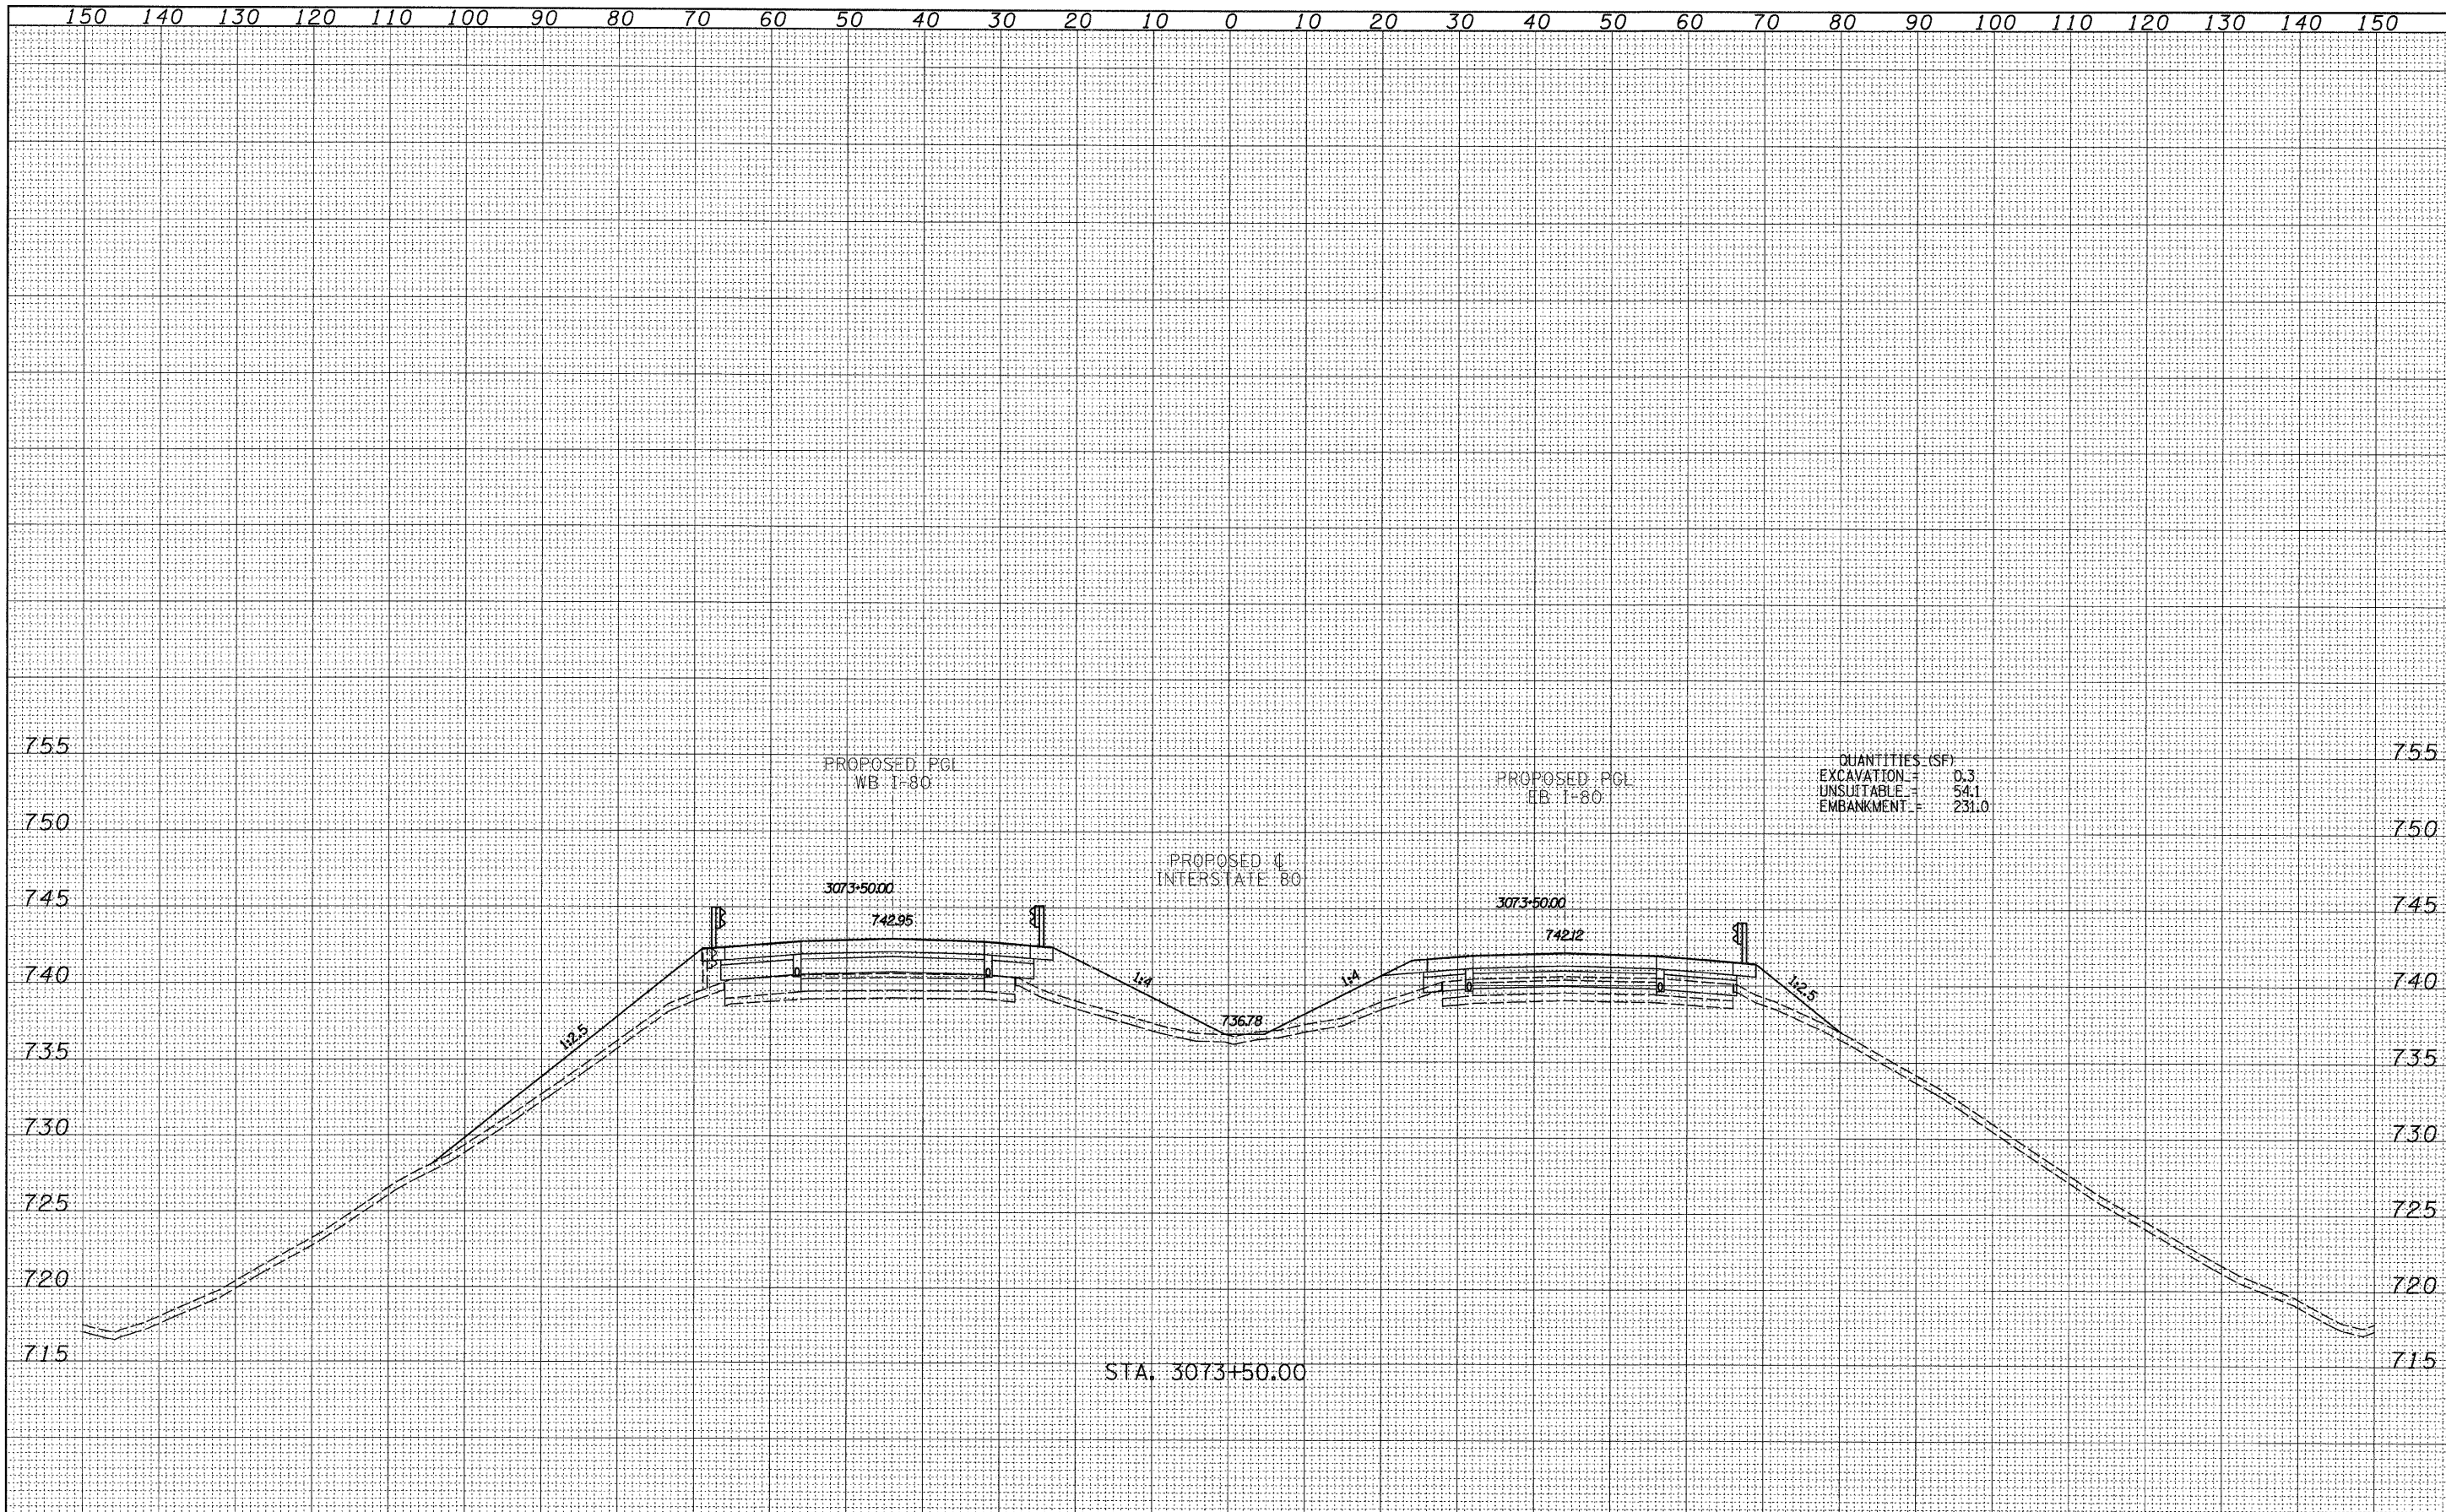 150 140 130 120 110 100 90 80 70 60 50 40 30 20 10 0 10 20 30 40 50 60 70 80 90 100 110 120 130 140 150
755 755
PROPOSED PGL
WB I-80
PROPOSED PGL
EB I-80
QUANTITIES (SF)
EXCAVATION = 0.3
UNSUITABLE = 54.1
EMBANKMENT = 231.0
750 750
PROPOSED ℄
INTERSTATE 80
745 745
3073+50.00
742.95
3073+50.00
742.12
740 740
1:4
1:4
1:2.5
736.78
1:2.5
735 735
730 730
725 725
720 720
715 715
STA. 3073+50.00